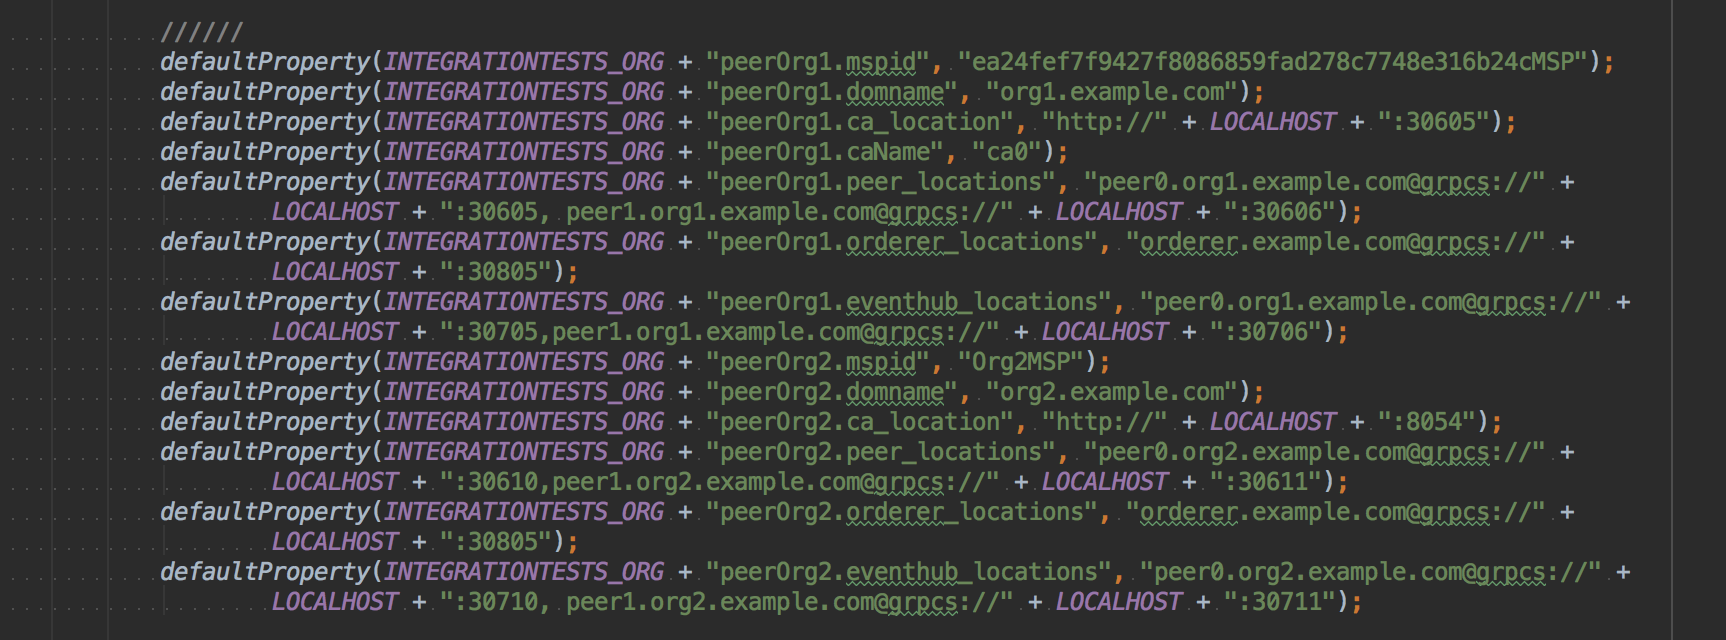 //////
defaultProperty(INTEGRATIONTESTS_ORG + "peerOrg1.mspid", "ea24fef7f9427f8086859fad278c7748e316b24cMSP");
defaultProperty(INTEGRATIONTESTS_ORG + "peerOrg1.domname", "org1.example.com");
defaultProperty(INTEGRATIONTESTS_ORG + "peerOrg1.ca_location", "http://" + LOCALHOST + ":30605");
defaultProperty(INTEGRATIONTESTS_ORG + "peerOrg1.caName", "ca0");
defaultProperty(INTEGRATIONTESTS_ORG + "peerOrg1.peer_locations", "peer0.org1.example.com@grpcs://" +
LOCALHOST + ":30605, peer1.org1.example.com@grpcs://" + LOCALHOST + ":30606");
defaultProperty(INTEGRATIONTESTS_ORG + "peerOrg1.orderer_locations", "orderer.example.com@grpcs://" +
LOCALHOST + ":30805");
defaultProperty(INTEGRATIONTESTS_ORG + "peerOrg1.eventhub_locations", "peer0.org1.example.com@grpcs://" +
LOCALHOST + ":30705,peer1.org1.example.com@grpcs://" + LOCALHOST + ":30706");
defaultProperty(INTEGRATIONTESTS_ORG + "peerOrg2.mspid", "Org2MSP");
defaultProperty(INTEGRATIONTESTS_ORG + "peerOrg2.domname", "org2.example.com");
defaultProperty(INTEGRATIONTESTS_ORG + "peerOrg2.ca_location", "http://" + LOCALHOST + ":8054");
defaultProperty(INTEGRATIONTESTS_ORG + "peerOrg2.peer_locations", "peer0.org2.example.com@grpcs://" +
LOCALHOST + ":30610,peer1.org2.example.com@grpcs://" + LOCALHOST + ":30611");
defaultProperty(INTEGRATIONTESTS_ORG + "peerOrg2.orderer_locations", "orderer.example.com@grpcs://" +
LOCALHOST + ":30805");
defaultProperty(INTEGRATIONTESTS_ORG + "peerOrg2.eventhub_locations", "peer0.org2.example.com@grpcs://" +
LOCALHOST + ":30710, peer1.org2.example.com@grpcs://" + LOCALHOST + ":30711");